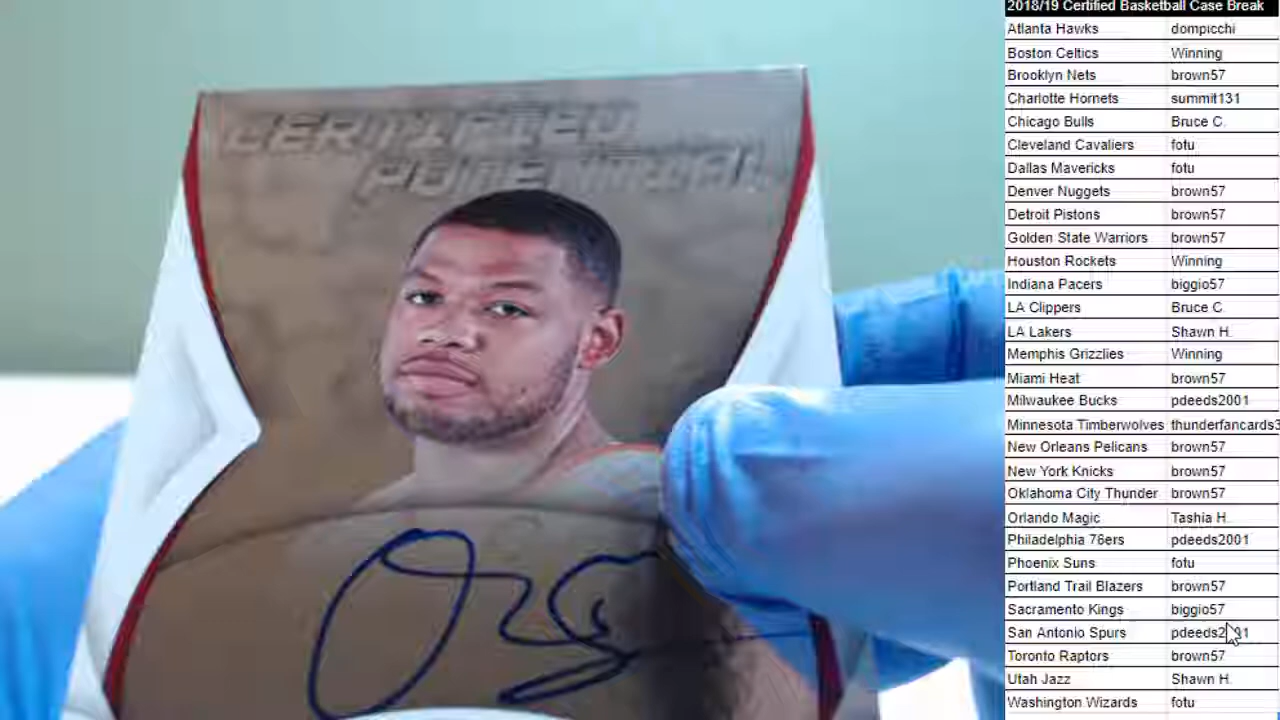 CERTIFIED
POTENTIAL
2018/19 Certified Basketball Case Break
Atlanta Hawks dompicchi
Boston Celtics Winning
Brooklyn Nets brown57
Charlotte Hornets summit131
Chicago Bulls Bruce C.
Cleveland Cavaliers fotu
Dallas Mavericks fotu
Denver Nuggets brown57
Detroit Pistons brown57
Golden State Warriors brown57
Houston Rockets Winning
Indiana Pacers biggio57
LA Clippers Bruce C.
LA Lakers Shawn H.
Memphis Grizzlies Winning
Miami Heat brown57
Milwaukee Bucks pdeeds2001
Minnesota Timberwolves thunderfancards3
New Orleans Pelicans brown57
New York Knicks brown57
Oklahoma City Thunder brown57
Orlando Magic Tashia H.
Philadelphia 76ers pdeeds2001
Phoenix Suns fotu
Portland Trail Blazers brown57
Sacramento Kings biggio57
San Antonio Spurs pdeeds2001
Toronto Raptors brown57
Utah Jazz Shawn H.
Washington Wizards fotu